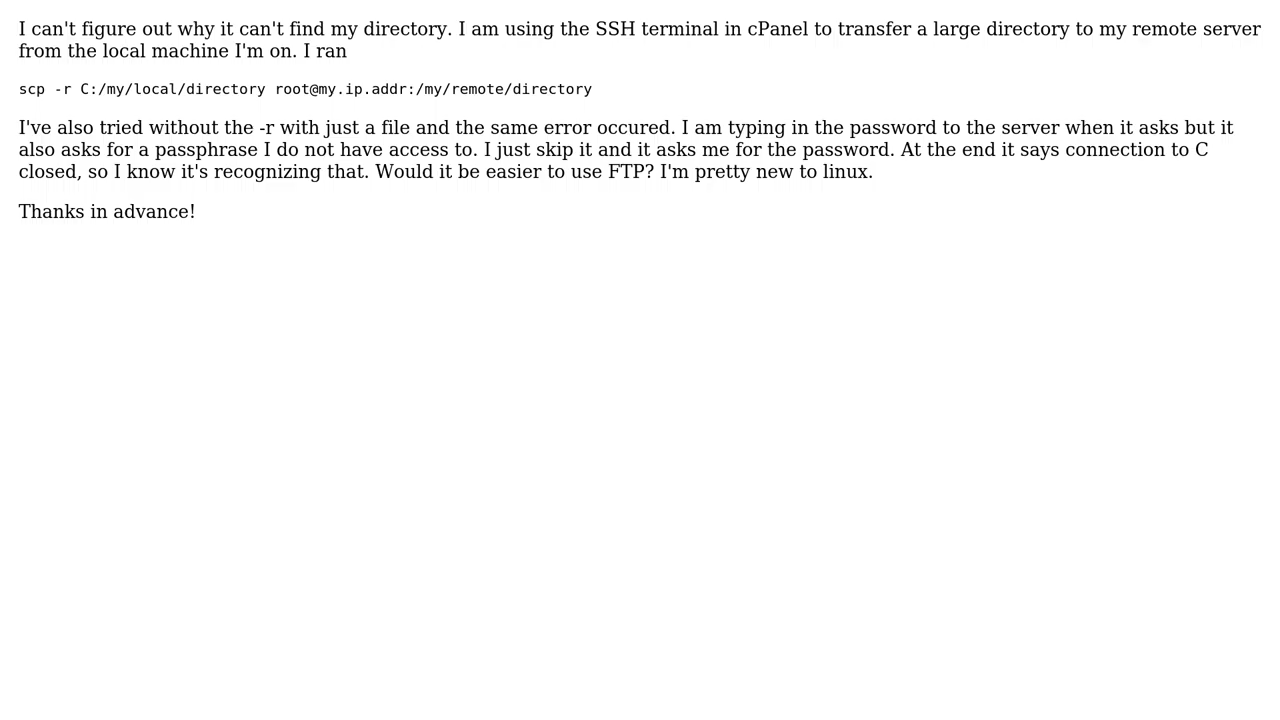 I can't figure out why it can't find my directory. I am using the SSH terminal in cPanel to transfer a large directory to my remote server
from the local machine I'm on. I ran
scp -r C:/my/local/directory root@my.ip.addr:/my/remote/directory
I've also tried without the -r with just a file and the same error occured. I am typing in the password to the server when it asks but it
also asks for a passphrase I do not have access to. I just skip it and it asks me for the password. At the end it says connection to C
closed, so I know it's recognizing that. Would it be easier to use FTP? I'm pretty new to linux.
Thanks in advance!